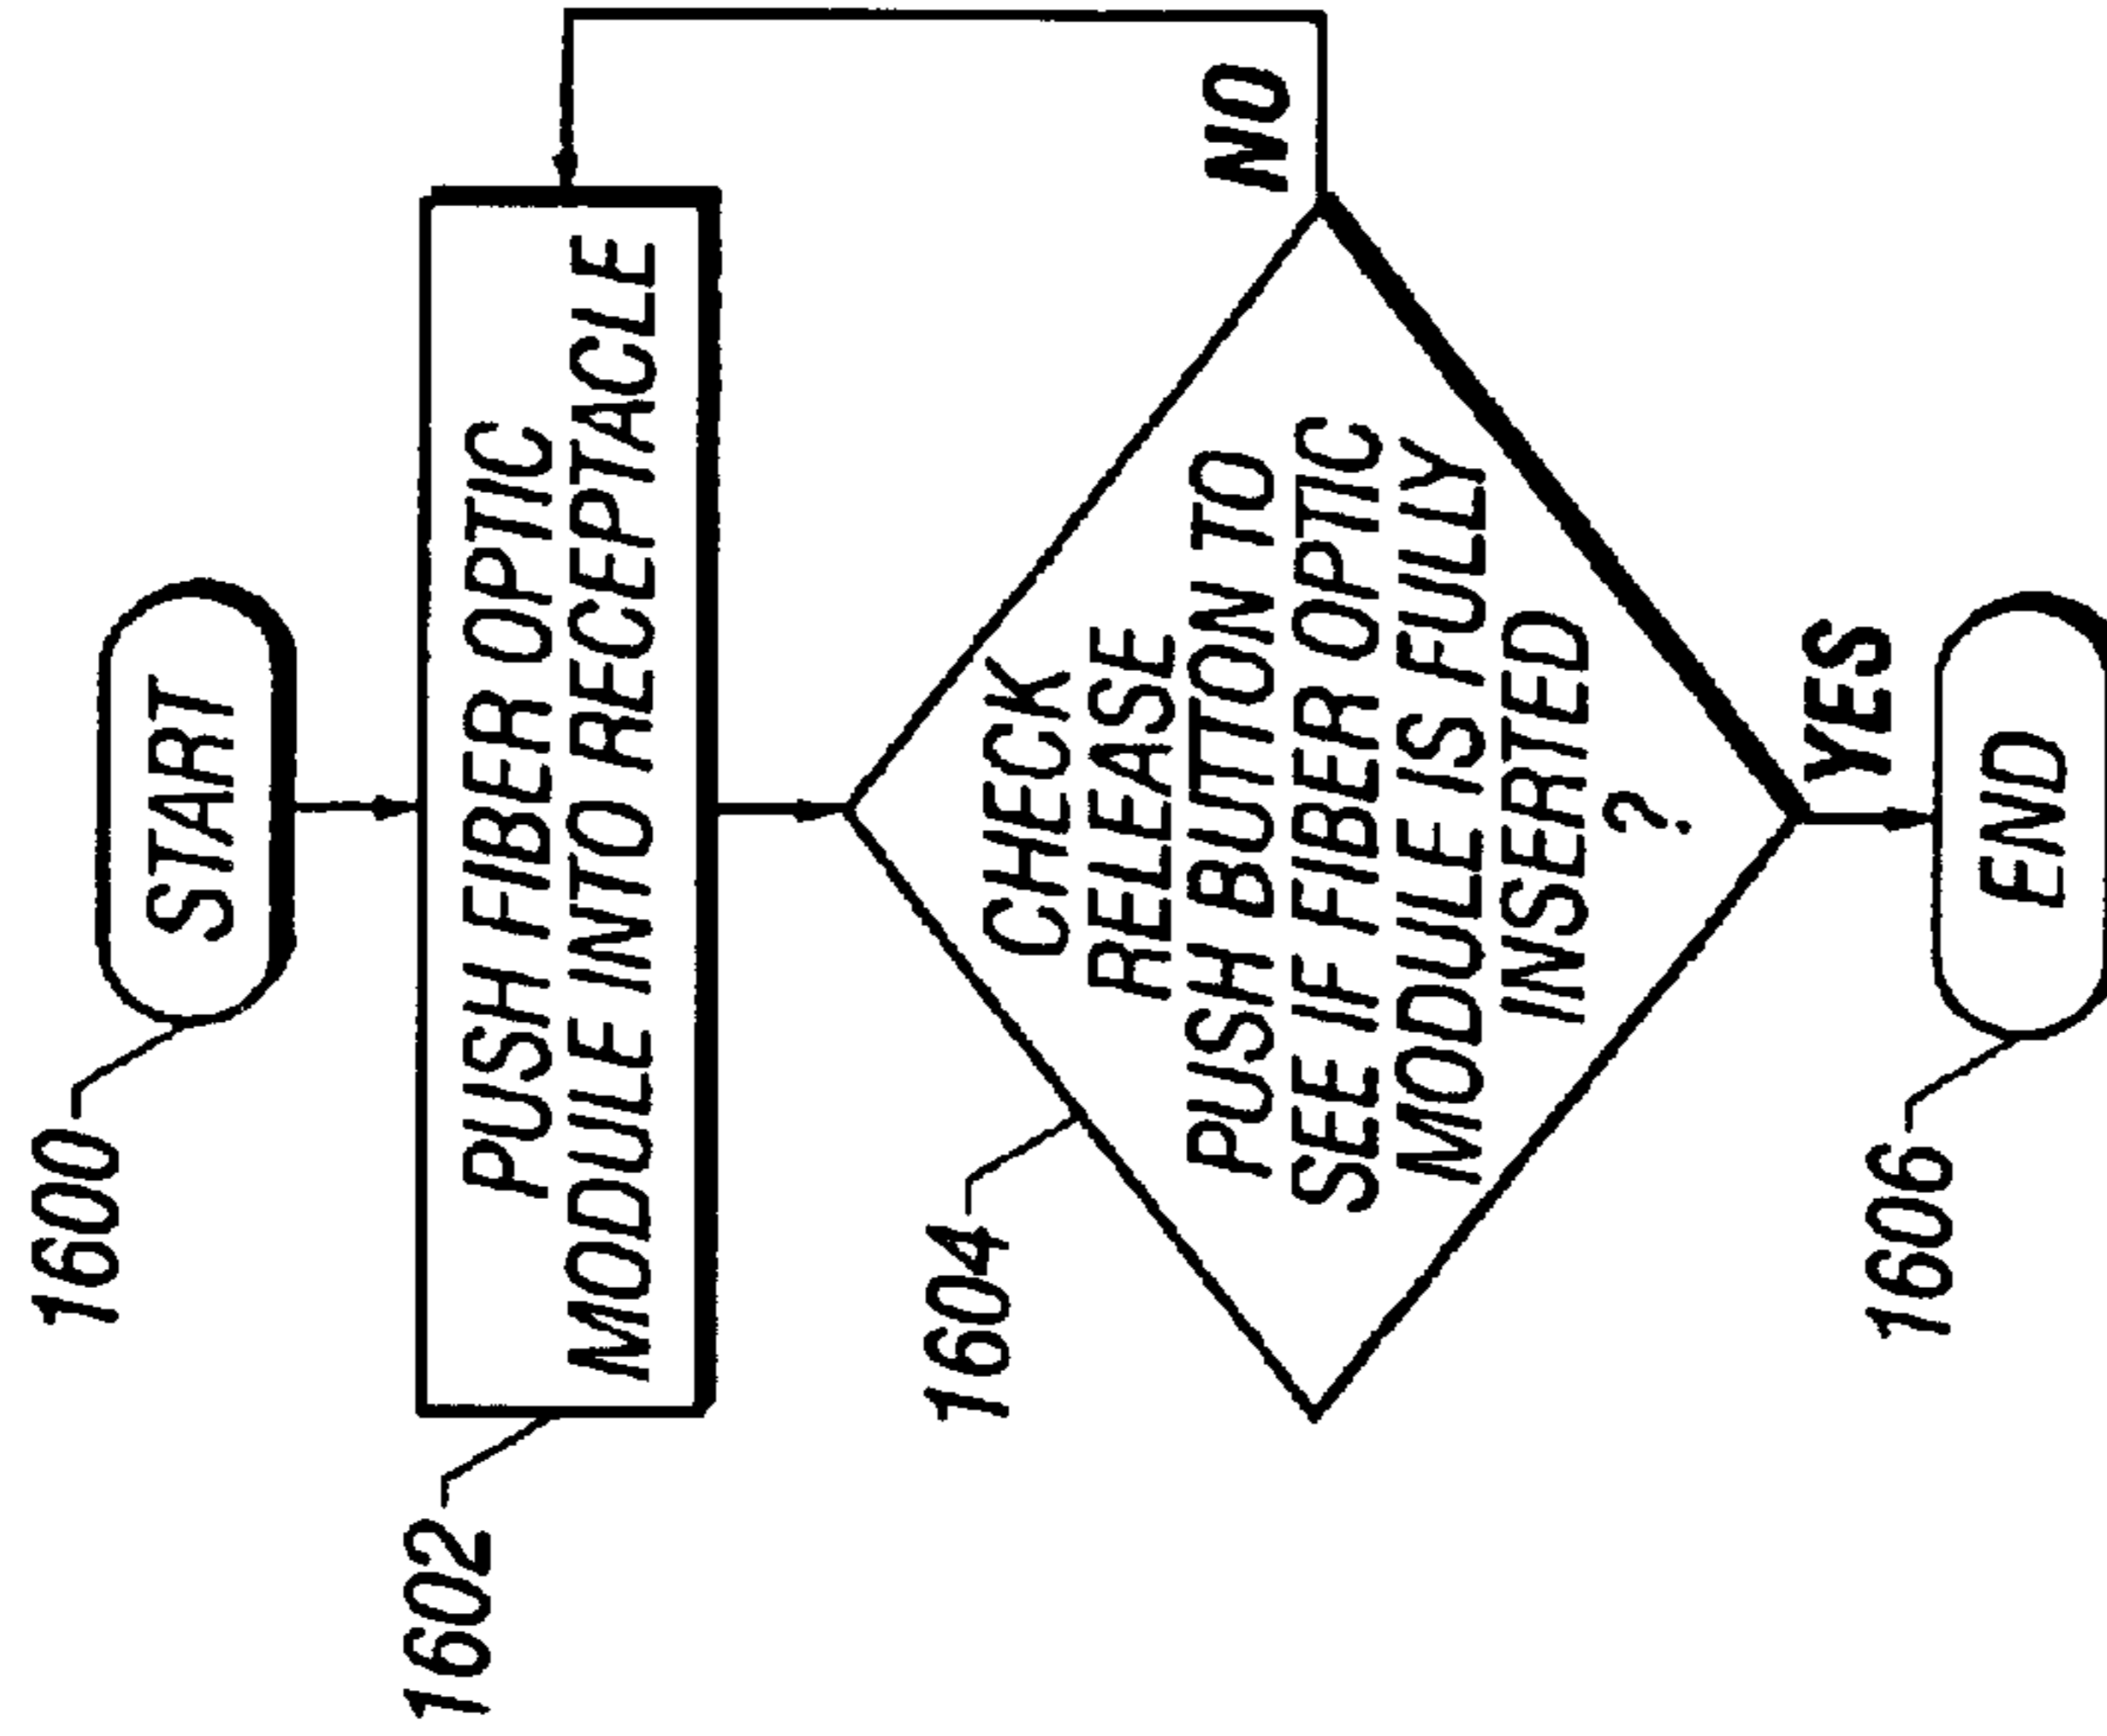 1600
START
1602
PUSH FIBER OPTIC
MODULE INTO RECEPTACLE
1604
CHECK
RELEASE
PUSH BUTTON TO
SEE IF FIBER OPTIC
MODULE IS FULLY
INSERTED
?
NO
YES
1606
END